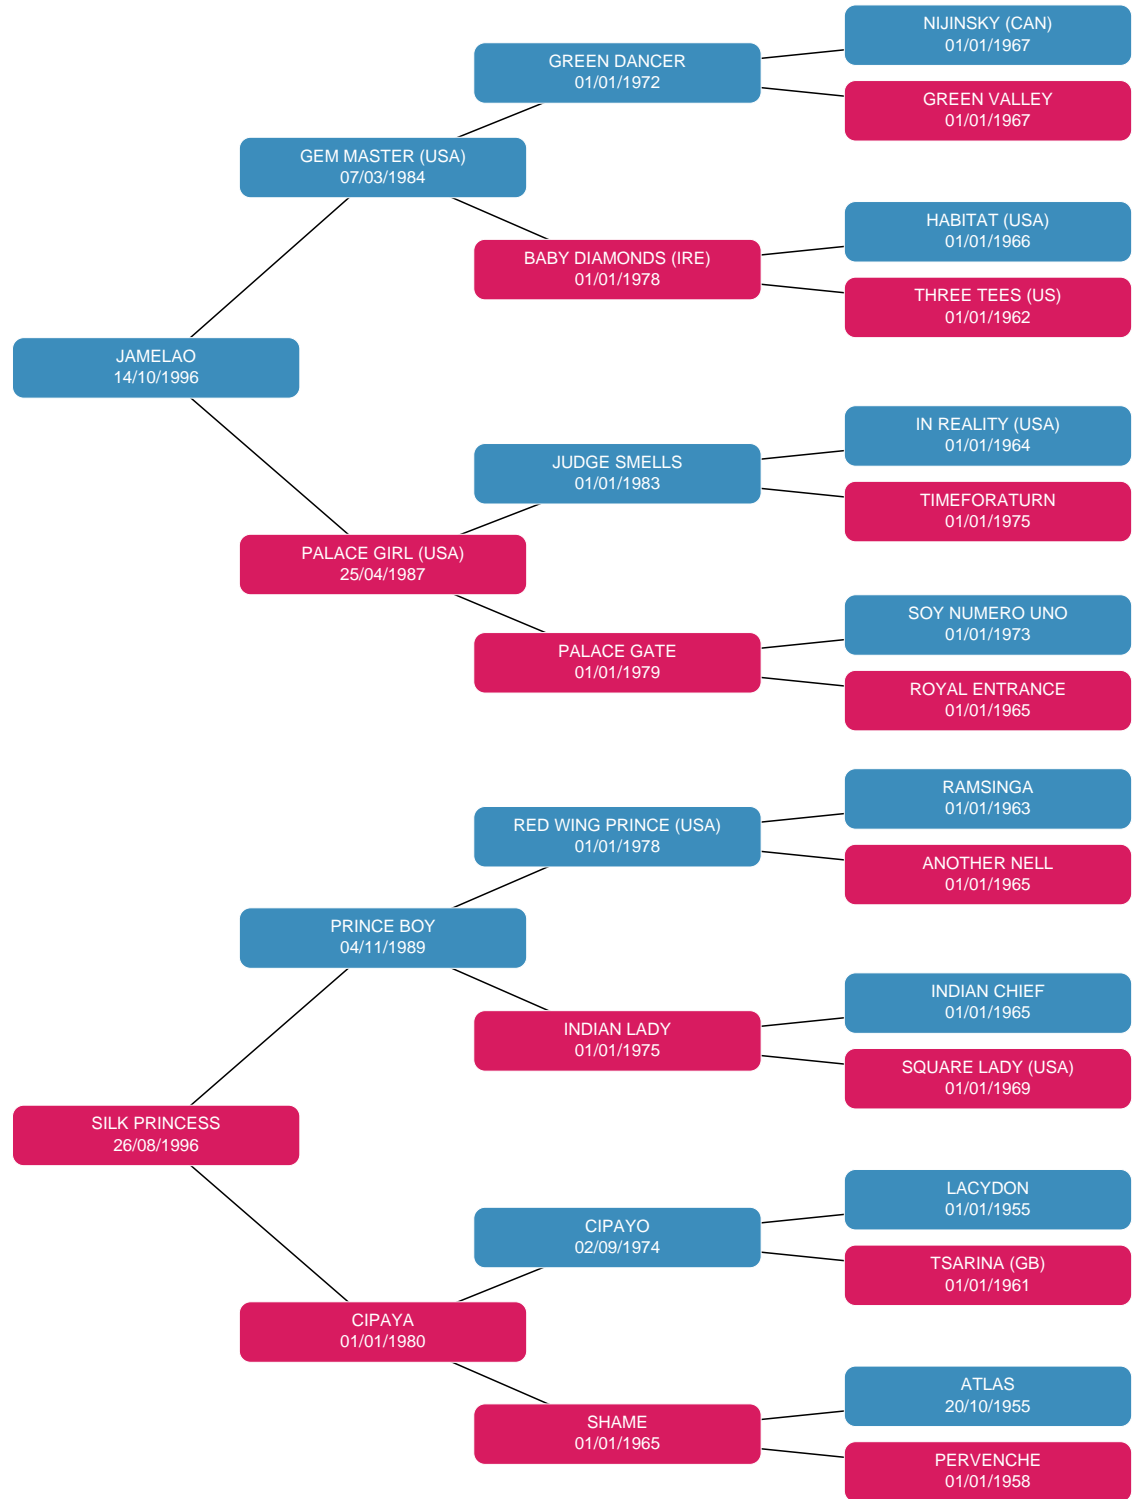 NIJINSKY (CAN)
01/01/1967
GREEN DANCER
01/01/1972
GREEN VALLEY
01/01/1967
GEM MASTER (USA)
07/03/1984
HABITAT (USA)
01/01/1966
BABY DIAMONDS (IRE)
01/01/1978
THREE TEES (US)
01/01/1962
JAMELAO
14/10/1996
IN REALITY (USA)
01/01/1964
JUDGE SMELLS
01/01/1983
TIMEFORATURN
01/01/1975
PALACE GIRL (USA)
25/04/1987
SOY NUMERO UNO
01/01/1973
PALACE GATE
01/01/1979
ROYAL ENTRANCE
01/01/1965
RAMSINGA
01/01/1963
RED WING PRINCE (USA)
01/01/1978
ANOTHER NELL
01/01/1965
PRINCE BOY
04/11/1989
INDIAN CHIEF
01/01/1965
INDIAN LADY
01/01/1975
SQUARE LADY (USA)
01/01/1969
SILK PRINCESS
26/08/1996
LACYDON
01/01/1955
CIPAYO
02/09/1974
TSARINA (GB)
01/01/1961
CIPAYA
01/01/1980
ATLAS
20/10/1955
SHAME
01/01/1965
PERVENCHE
01/01/1958